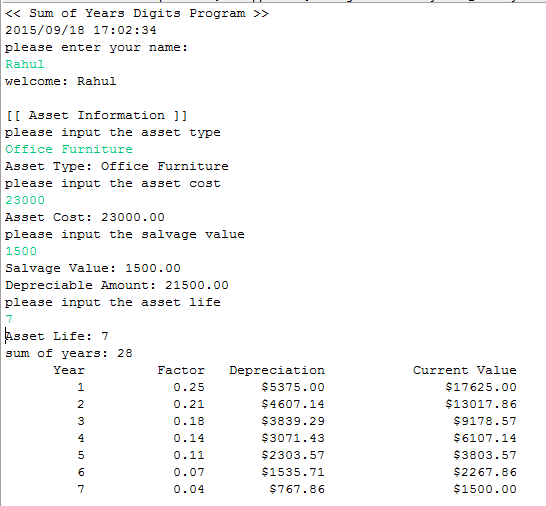 << Sum of Years Digits Program >>
2015/09/18 17:02:34
please enter your name:
Rahul
welcome: Rahul
[[ Asset Information ]]
please input the asset type
Office Furniture
Asset Type: Office Furniture
please input the asset cost
23000
Asset Cost: 23000.00
please input the salvage value
1500
Salvage Value: 1500.00
Depreciable Amount: 21500.00
please input the asset life
7
Asset Life: 7
sum of years: 28
Year Factor Depreciation Current Value
1 0.25 $5375.00 $17625.00
2 0.21 $4607.14 $13017.86
3 0.18 $3839.29 $9178.57
4 0.14 $3071.43 $6107.14
5 0.11 $2303.57 $3803.57
6 0.07 $1535.71 $2267.86
7 0.04 $767.86 $1500.00